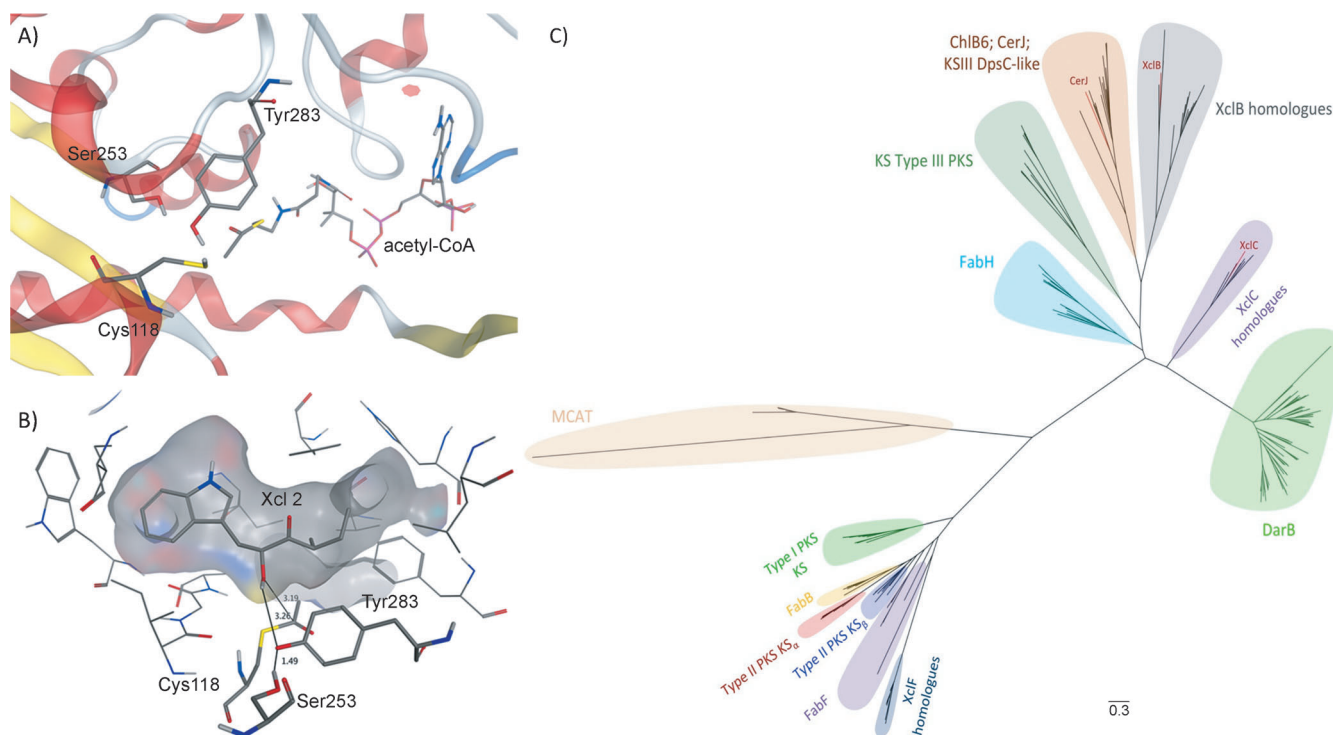 A)
Tyr283
Ser253
acetyl-CoA
Cys118
B)
Xcl 2
3.19
3.26
Tyr283
1.49
Cys118
Ser253
C)
ChlB6; CerJ;
KSIII DpsC-like
CerJ
XclB
XclB homologues
KS Type III PKS
FabH
XclC
XclC
homologues
MCAT
DarB
Type I PKS
KS
FabB
Type II PKS KSα
Type II PKS KSβ
FabF
XclF
homologues
0.3